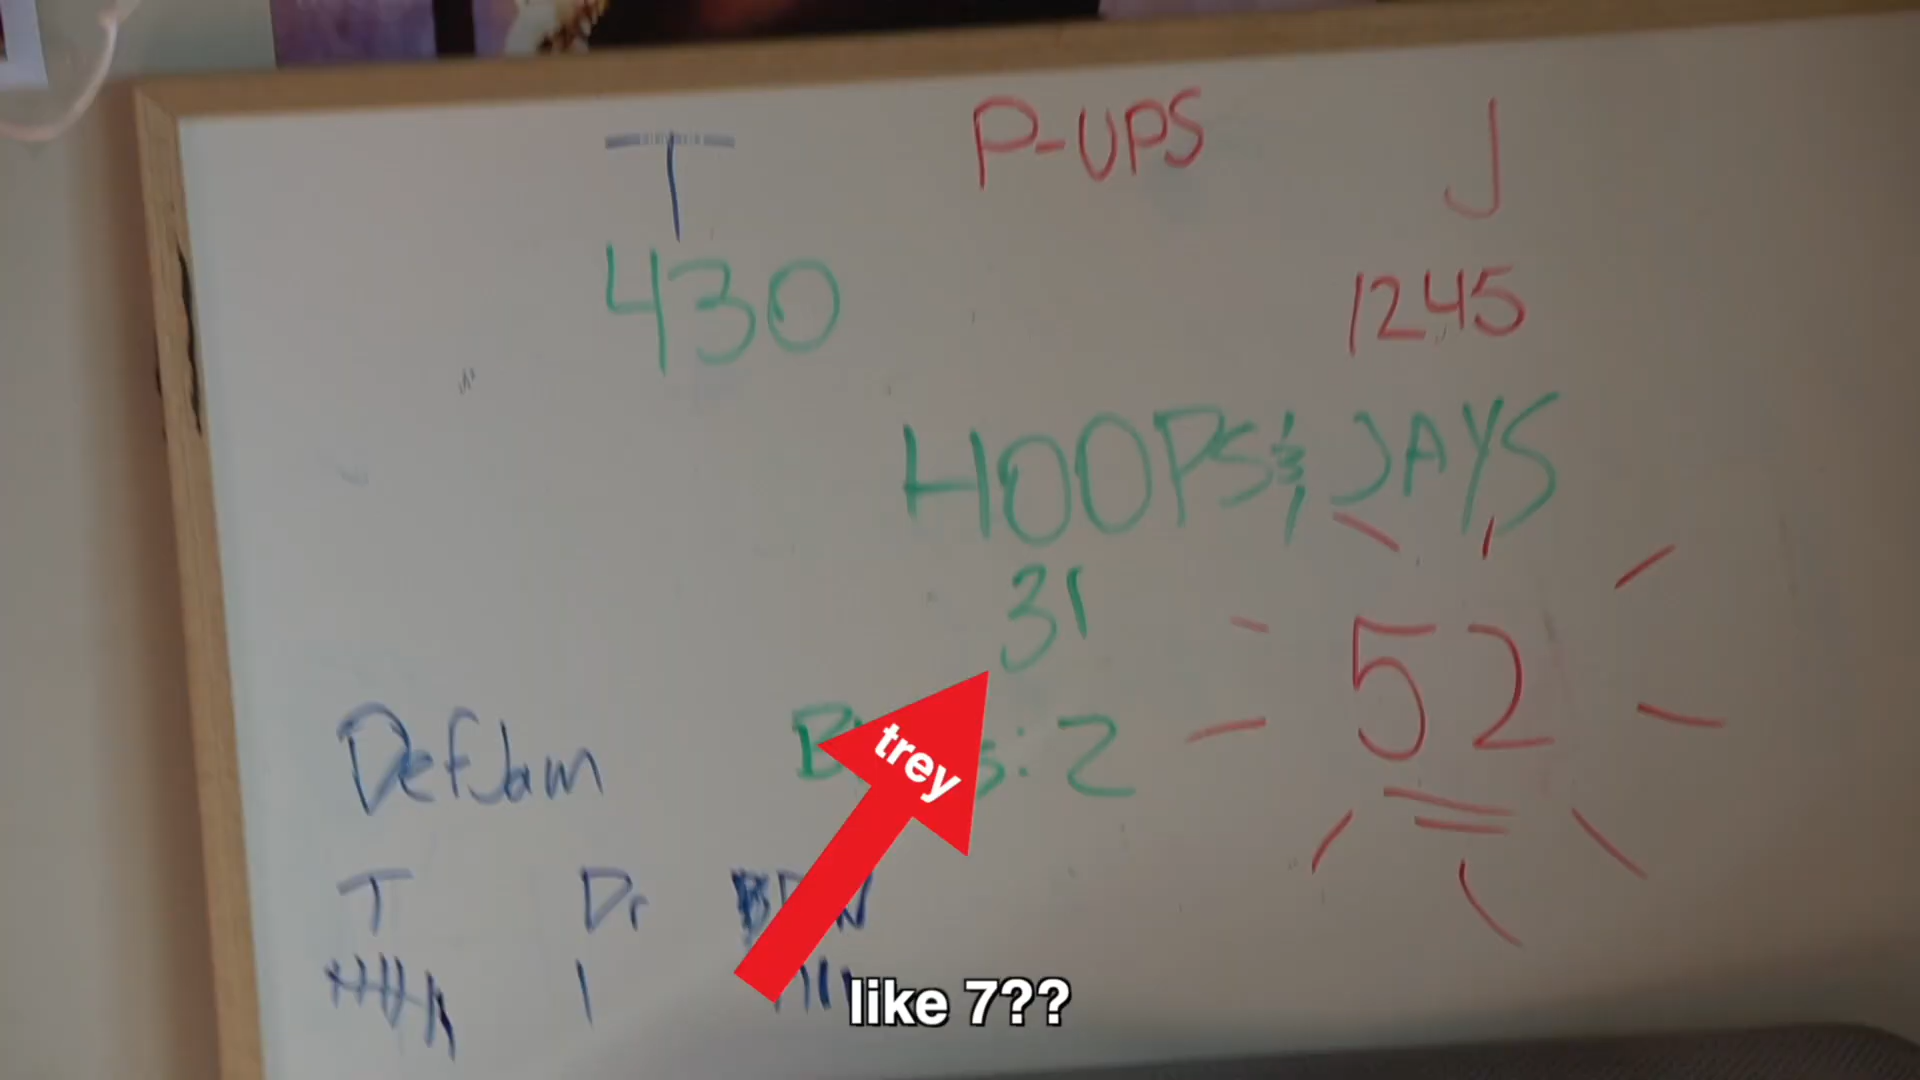 T P-UPS J
430 1245
HOOPS & JAYS
31
52
DefJam
: 2
trey
T Dr
like 7??